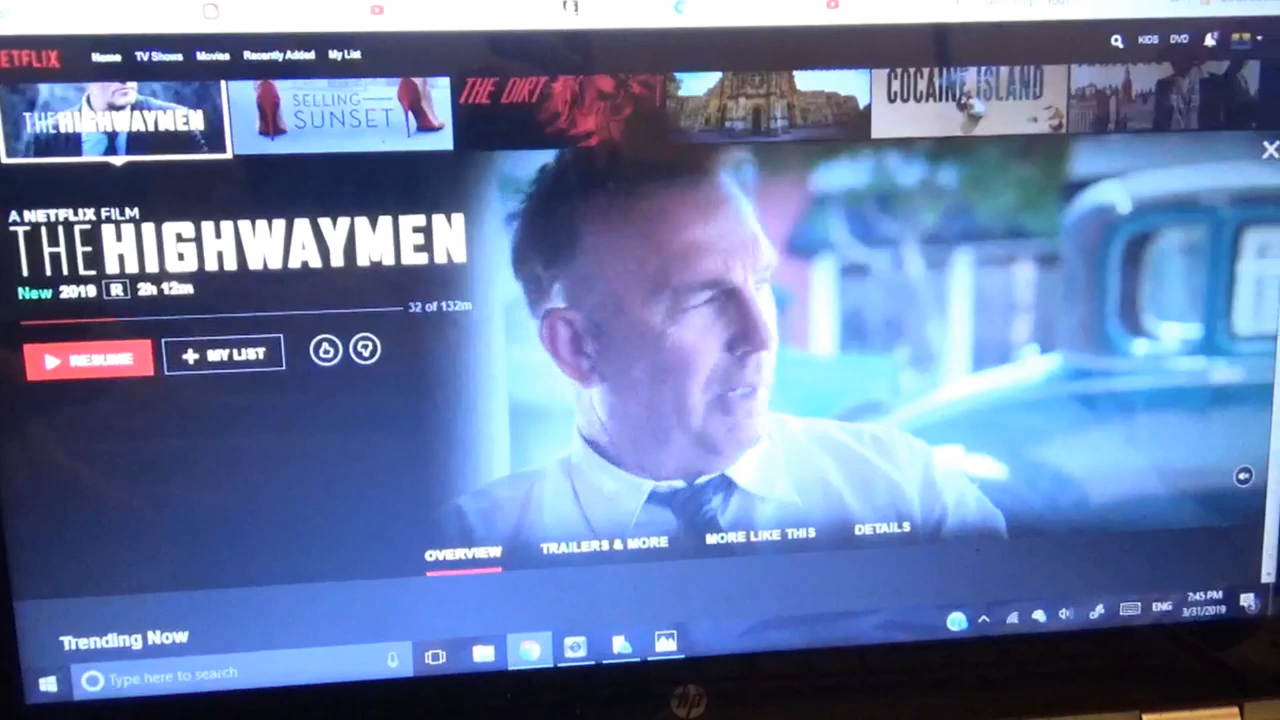 ETFLIX Home TV Shows Movies Recently Added My List KIDS DVD
THE HIGHWAYMEN
SELLING
SUNSET
THE DIRT
COCAINE ISLAND
A NETFLIX FILM
THE HIGHWAYMEN
New 2019 R 2h 12m
32 of 132m
RESUME
MY LIST
OVERVIEW TRAILERS & MORE MORE LIKE THIS DETAILS
Trending Now
Type here to search
ENG
7:45 PM
3/31/2019
hp